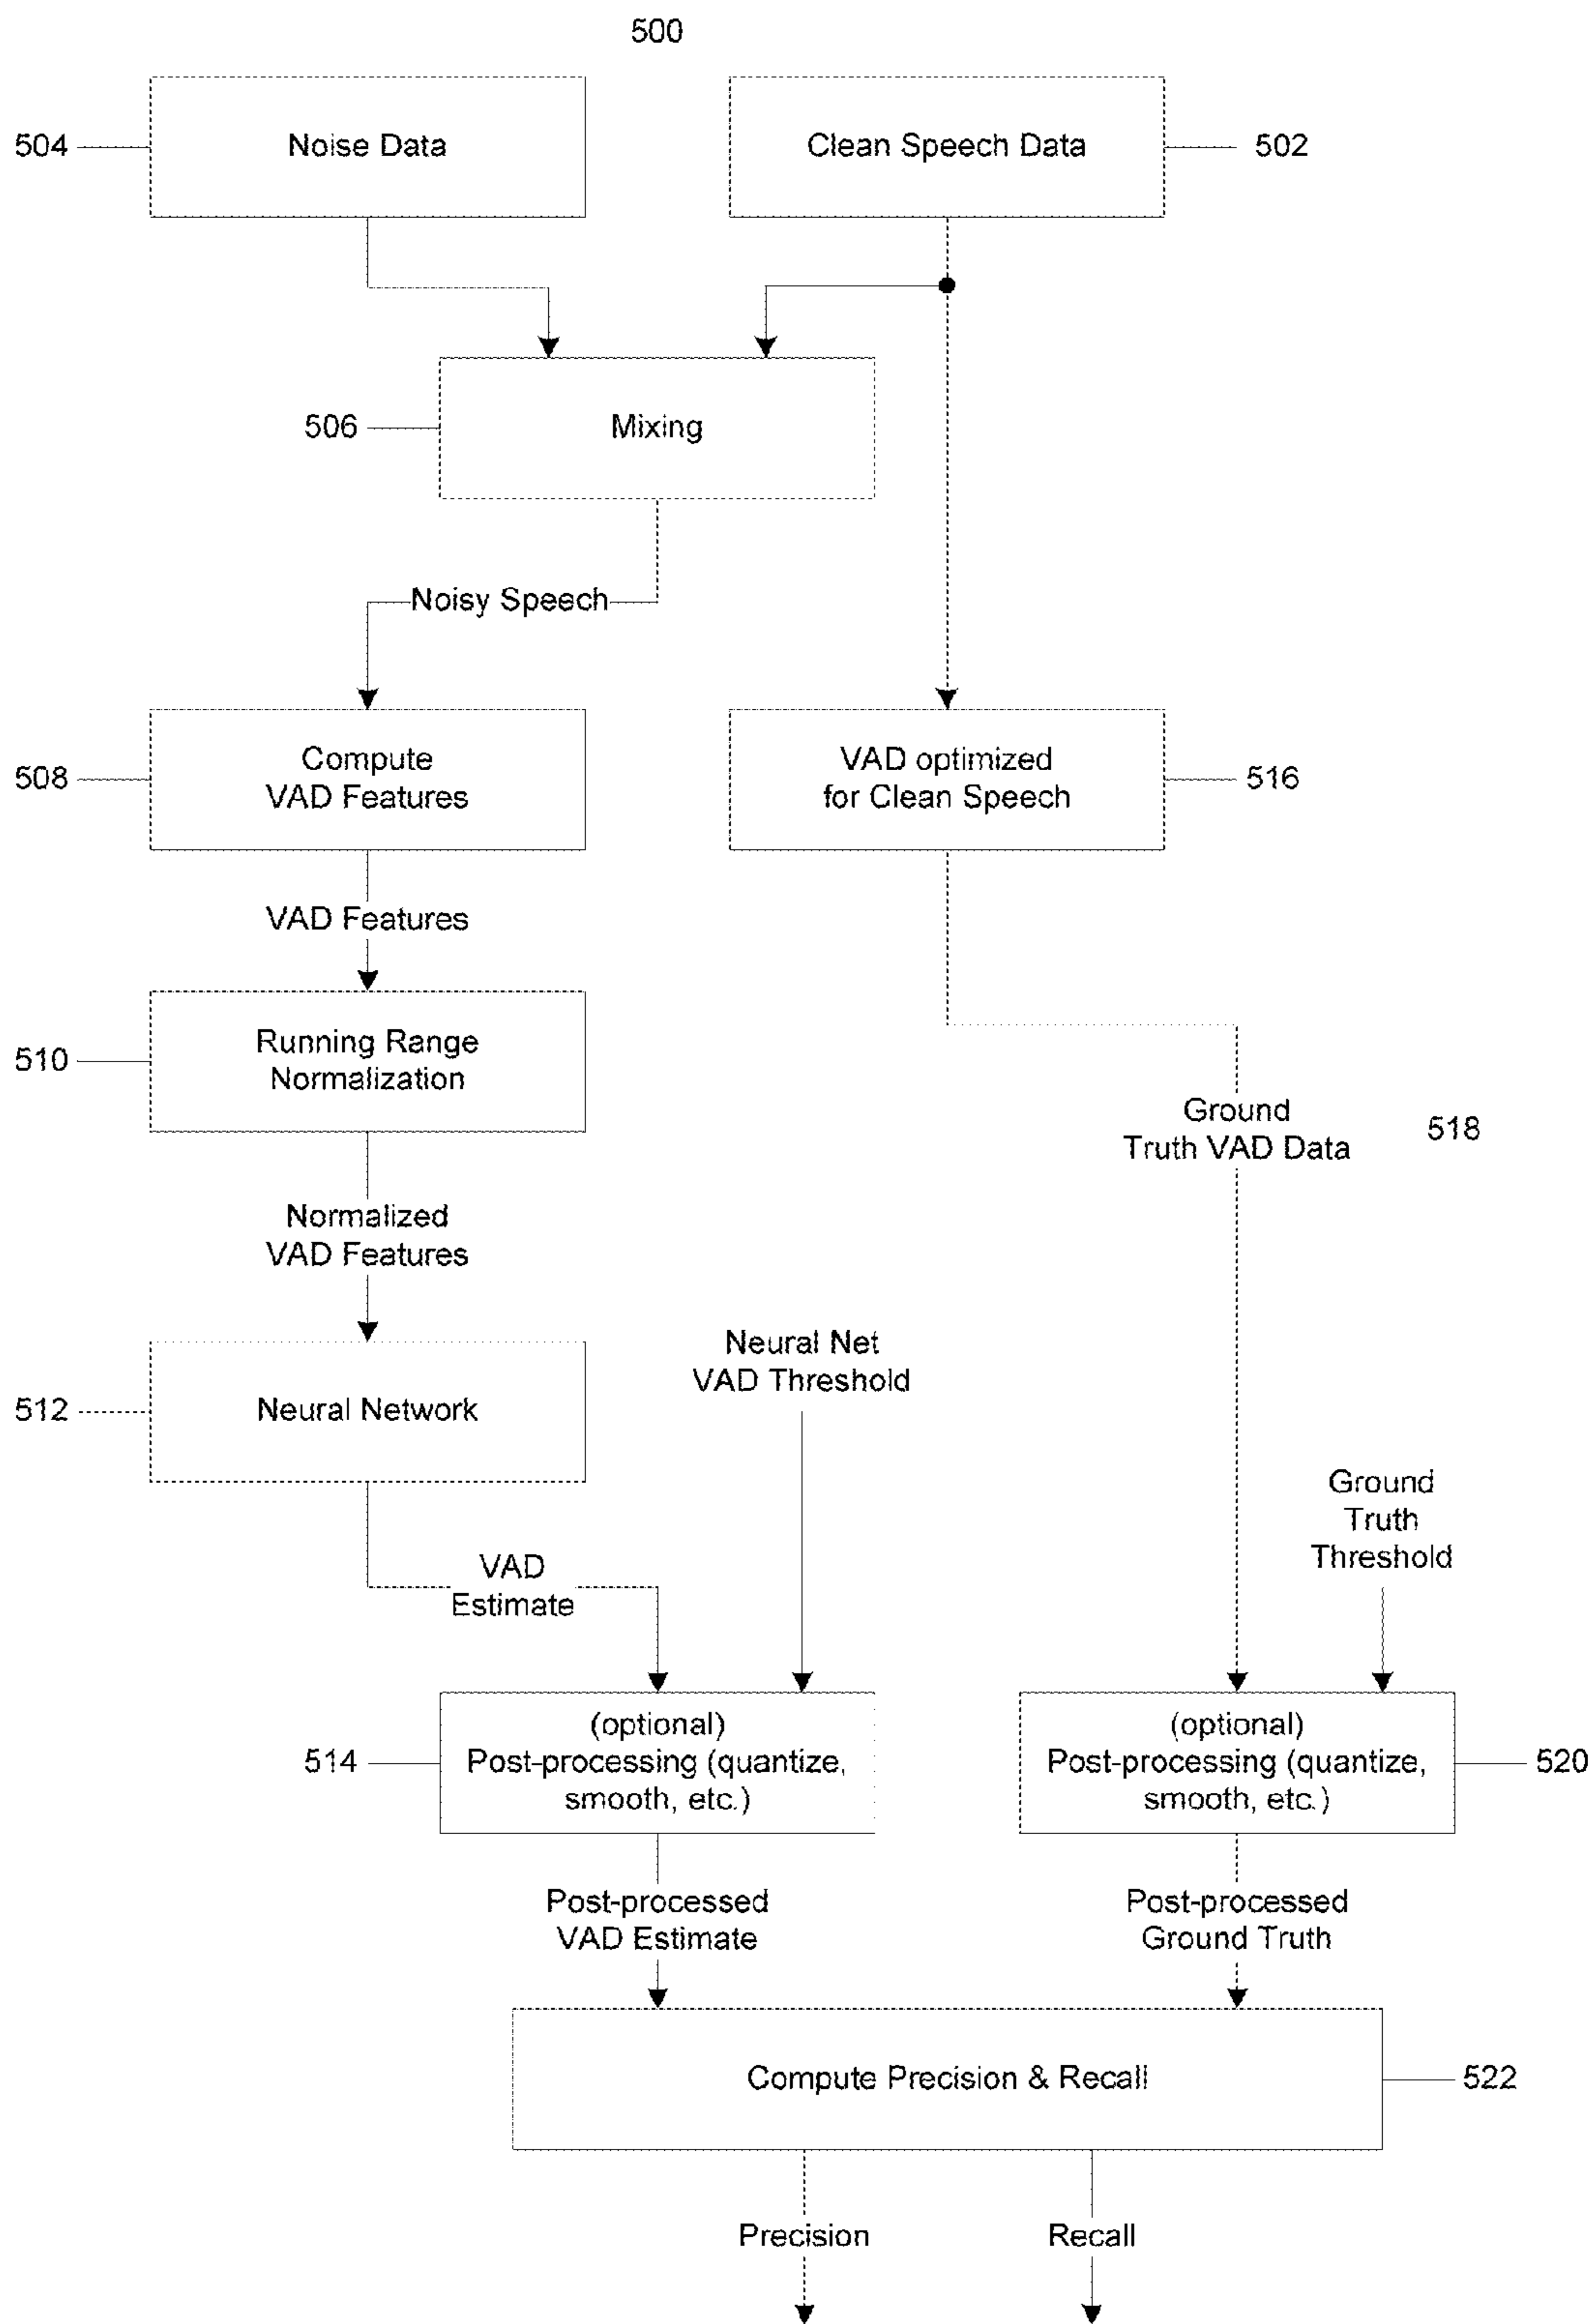 500
504
Noise Data
Clean Speech Data
502
506
Mixing
Noisy Speech
508
Compute
VAD Features
VAD optimized
for Clean Speech
516
VAD Features
510
Running Range
Normalization
Ground
Truth VAD Data
518
Normalized
VAD Features
Neural Net
VAD Threshold
512
Neural Network
Ground
Truth
Threshold
VAD
Estimate
514
(optional)
Post-processing (quantize,
smooth, etc.)
(optional)
Post-processing (quantize,
smooth, etc.)
520
Post-processed
VAD Estimate
Post-processed
Ground Truth
Compute Precision & Recall
522
Precision
Recall